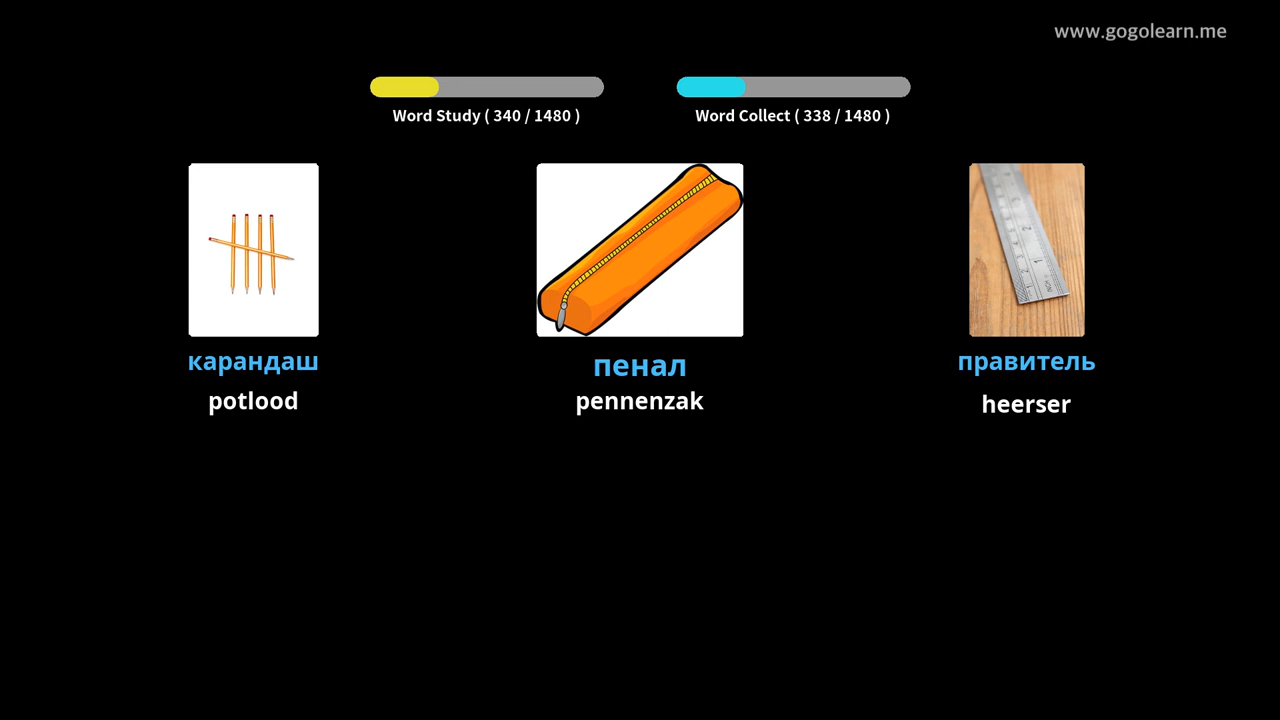 www.gogolearn.me
Word Study ( 340 / 1480 )
Word Collect ( 338 / 1480 )
карандаш
potlood
пенал
pennenzak
правитель
heerser